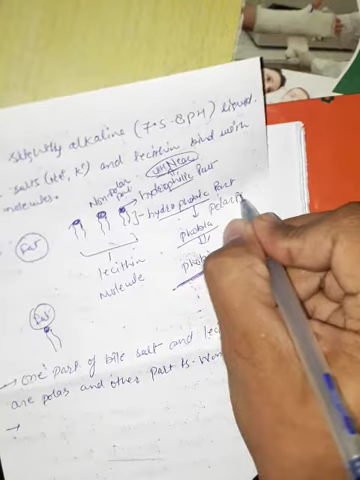 slightly alkaline (7.5-8 PH) liquid.
salts (Na⁺, K⁺) and lecithin bind with
molecules.
Non-Polar Part
hydrophilic Part
hydrophobic Part
Polar P
Fat
phobia
lecithin
Molecule
Fat
→ One Part of bile salt and lec
are polar and other Part is. Non
→